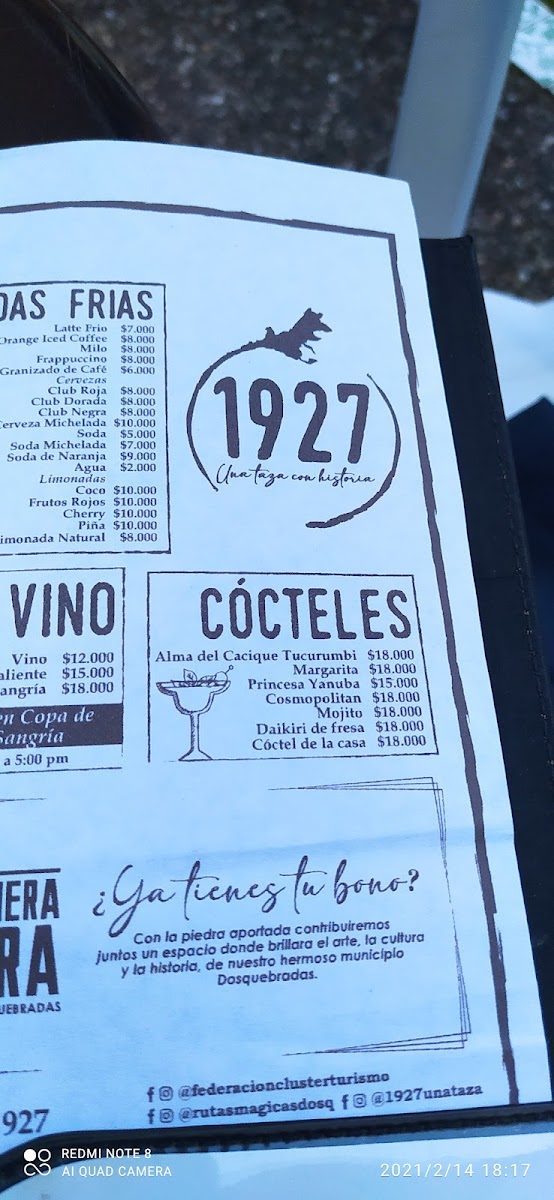 DAS FRIAS
Latte Frio $7.000
Orange Iced Coffee $8.000
Milo $8.000
Frappuccino $8.000
Granizado de Café $6.000
Cervezas
Club Roja $8.000
Club Dorada $8.000
Club Negra $8.000
Cerveza Michelada $10.000
Soda $5.000
Soda Michelada $7.000
Soda de Naranja $9.000
Agua $2.000
Limonadas
Coco $10.000
Frutos Rojos $10.000
Cherry $10.000
Piña $10.000
imonada Natural $8.000
1927
Una taza con historia
VINO
Vino $12.000
aliente $15.000
angría $18.000
en Copa de
Sangría
a 5:00 pm
CÓCTELES
Alma del Cacique Tucurumbi $18.000
Margarita $18.000
Princesa Yanuba $15.000
Cosmopolitan $18.000
Mojito $18.000
Daikiri de fresa $18.000
Cóctel de la casa $18.000
IERA
RA
UEBRADAS
¿Ya tienes tu bono?
Con la piedra aportada contribuiremos
juntos un espacio donde brillara el arte, la cultura
y la historia, de nuestro hermoso municipio
Dosquebradas.
@federacionclusterturismo
@rutasmagicasdosq @1927unataza
927
REDMI NOTE 8
AI QUAD CAMERA
2021/2/14 18:17